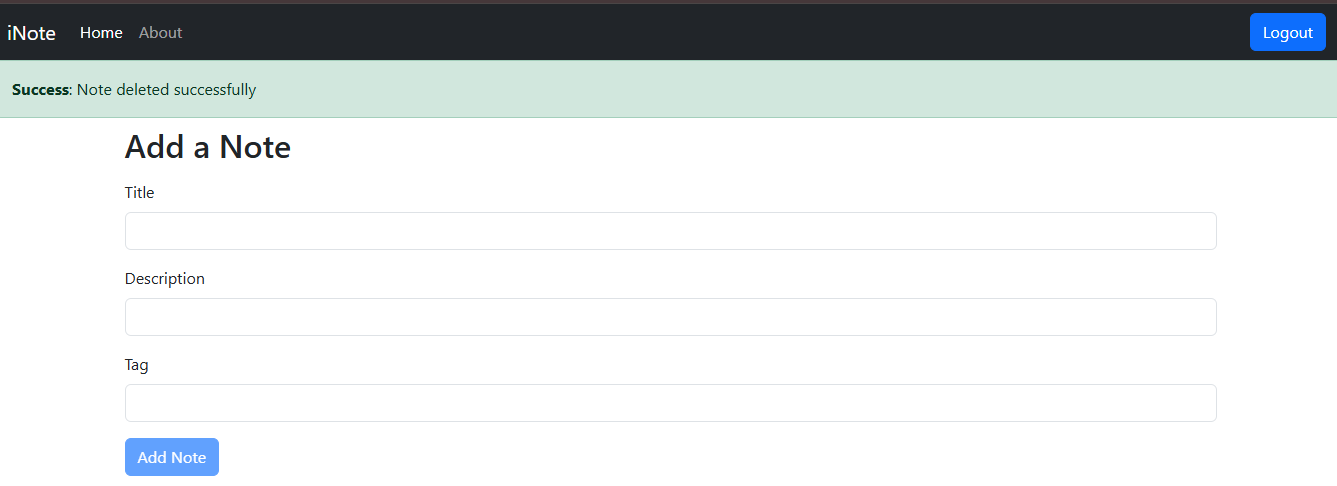 iNote Home About Logout
Success: Note deleted successfully
Add a Note
Title
Description
Tag
Add Note